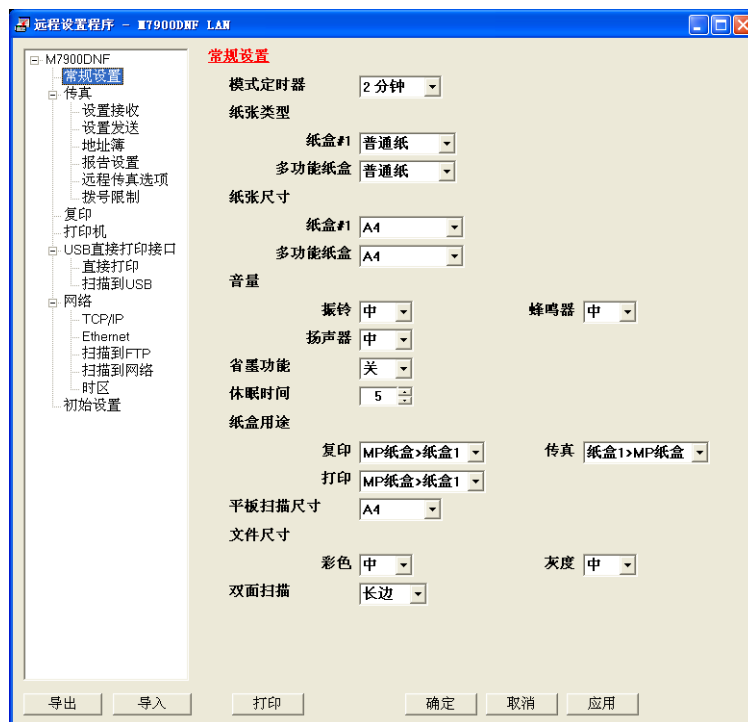 远程设置程序 - M7900DNF LAN
M7900DNF
常规设置
传真
设置接收
设置发送
地址簿
报告设置
远程传真选项
拨号限制
复印
打印机
USB直接打印接口
直接打印
扫描到USB
网络
TCP/IP
Ethernet
扫描到FTP
扫描到网络
时区
初始设置
常规设置
模式定时器 2 分钟
纸张类型
纸盒#1 普通纸
多功能纸盒 普通纸
纸张尺寸
纸盒#1 A4
多功能纸盒 A4
音量
振铃 中 蜂鸣器 中
扬声器 中
省墨功能 关
休眠时间 5
纸盒用途
复印 MP纸盒>纸盒1 传真 纸盒1>MP纸盒
打印 MP纸盒>纸盒1
平板扫描尺寸 A4
文件尺寸
彩色 中 灰度 中
双面扫描 长边
导出 导入 打印 确定 取消 应用